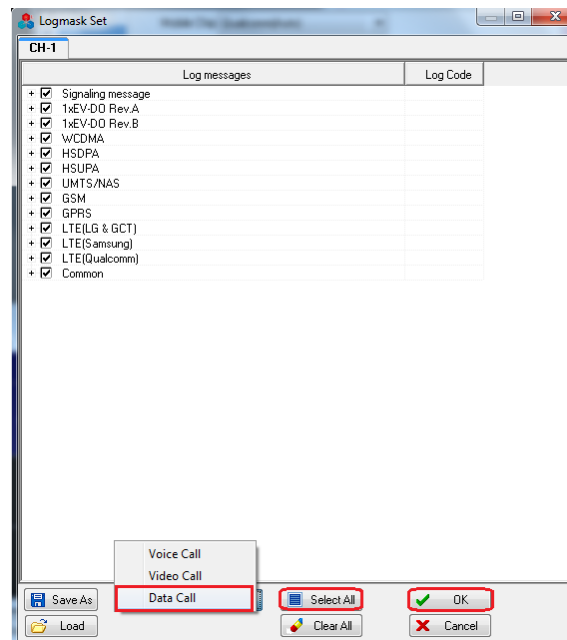 Logmask Set
CH-1
Log messages Log Code
Signaling message
1xEV-DO Rev.A
1xEV-DO Rev.B
WCDMA
HSDPA
HSUPA
UMTS/NAS
GSM
GPRS
LTE(LG & GCT)
LTE(Samsung)
LTE(Qualcomm)
Common
Voice Call
Video Call
Data Call
Save As Select All OK
Load Clear All Cancel